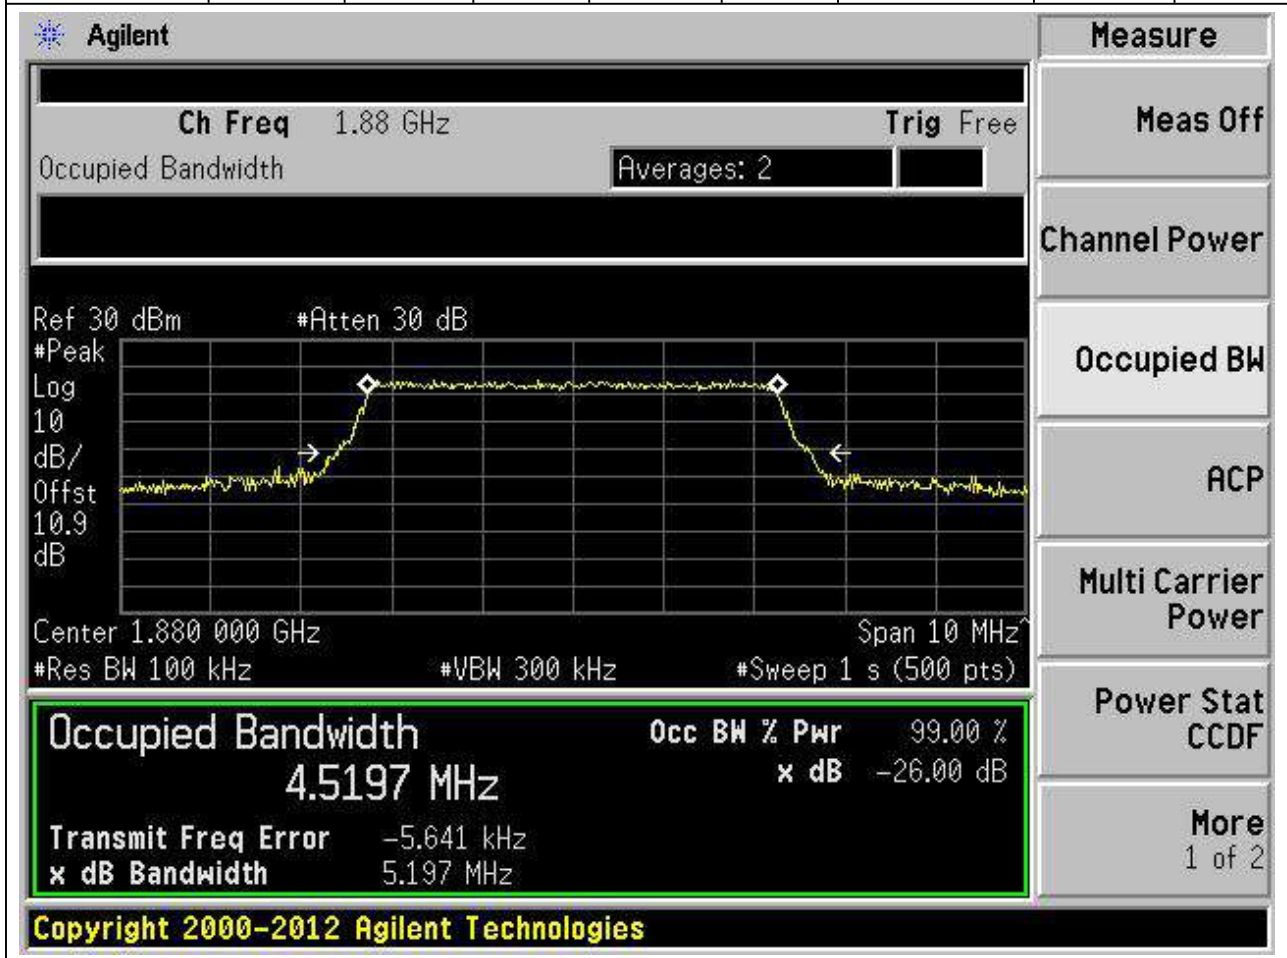 Agilent
Measure
Ch Freq 1.88 GHz
Trig Free
Meas Off
Occupied Bandwidth
Averages: 2
Channel Power
Ref 30 dBm #Atten 30 dB
#Peak
Log
10
dB/
Offst
10.9
dB
Occupied BW
ACP
Center 1.880 000 GHz
Span 10 MHz^
#Res BW 100 kHz
#VBW 300 kHz
#Sweep 1 s (500 pts)
Multi Carrier
Power
Occupied Bandwidth
4.5197 MHz
Occ BW % Pwr 99.00 %
x dB -26.00 dB
Transmit Freq Error -5.641 kHz
x dB Bandwidth 5.197 MHz
Power Stat
CCDF
More
1 of 2
Copyright 2000-2012 Agilent Technologies